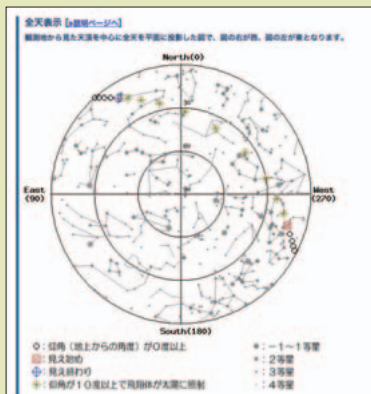 全天表示 [»説明ページへ]
観測地から見た天頂を中心に全天を平面に投影した図で、図の右が西、図の左が東となります。
North(0)
30
60
East
(90)
West
(270)
South(180)
◇：仰角（地上からの角度）が0度以上
：見え始め
：見え終わり
：仰角が１０度以上で飛翔体が太陽に照射
＊：－１～１等星
＊：２等星
・：３等星
・：４等星